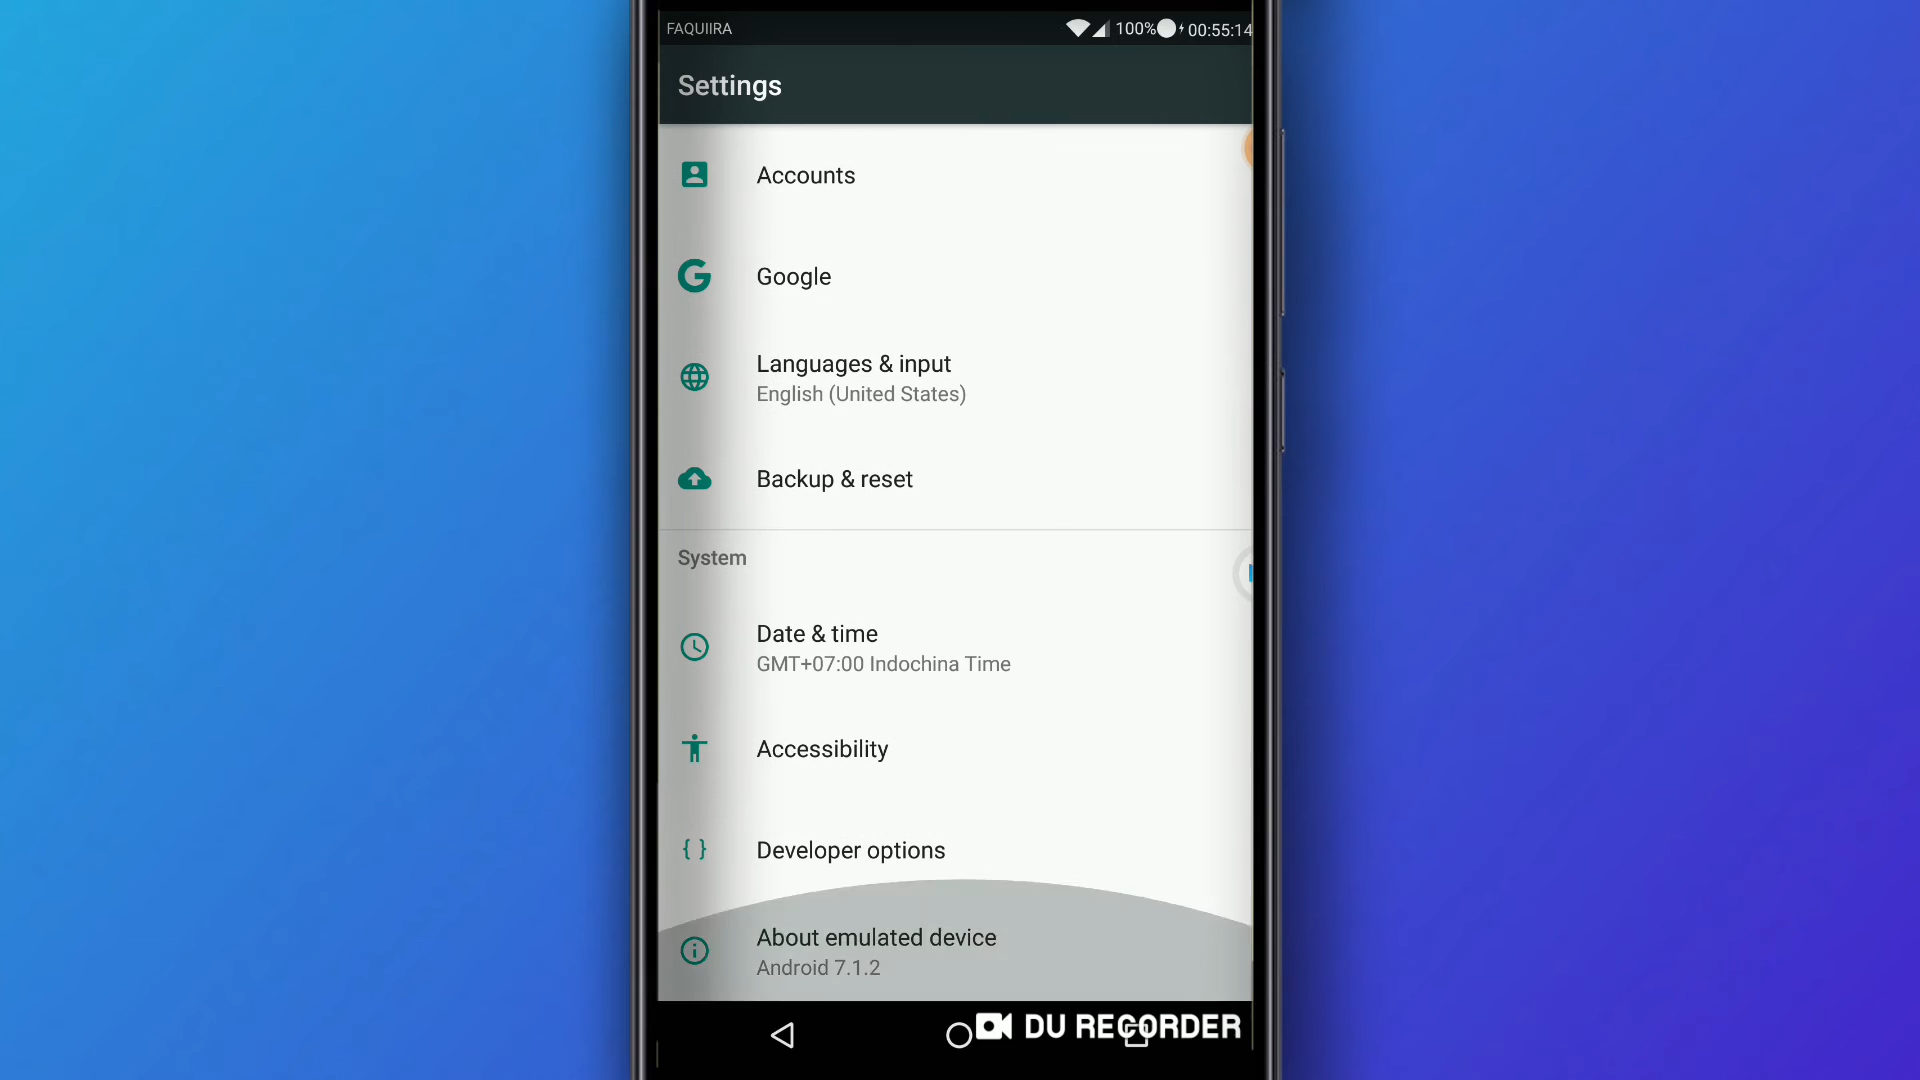 FAQUIIRA 100% 00:55:14
Settings
Accounts
Google
Languages & input
English (United States)
Backup & reset
System
Date & time
GMT+07:00 Indochina Time
Accessibility
Developer options
About emulated device
Android 7.1.2
DU RECORDER